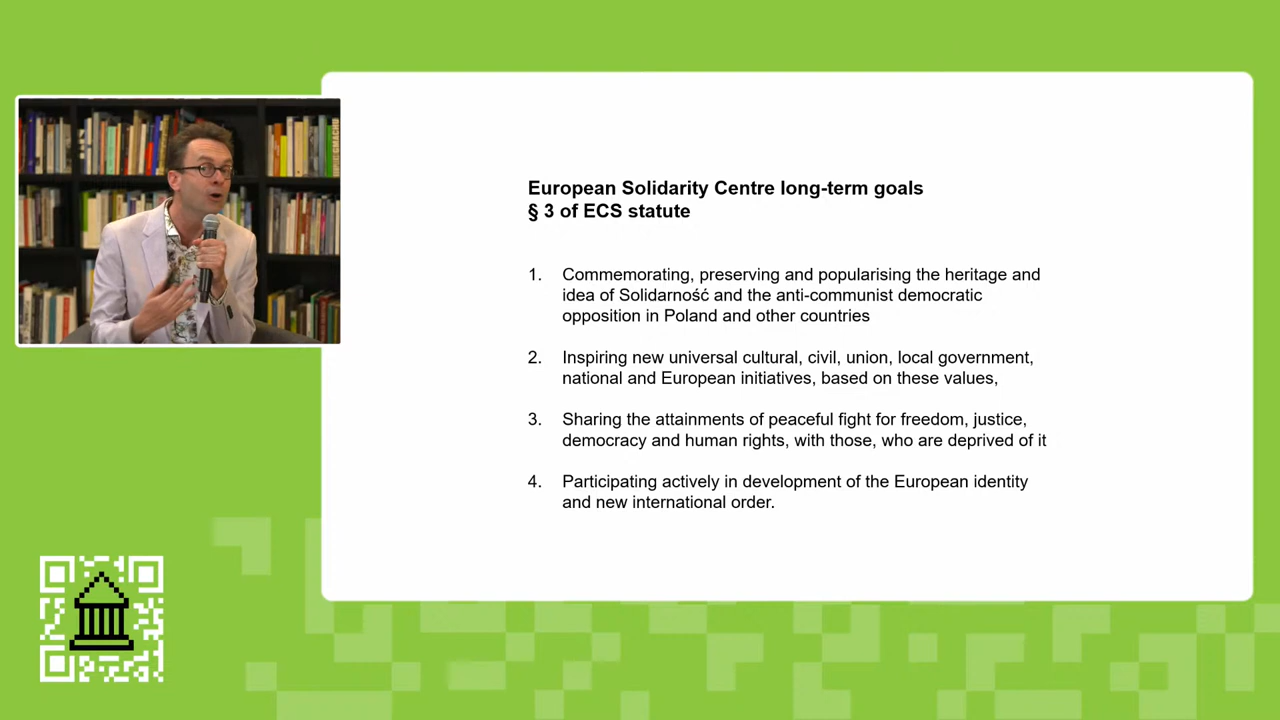 European Solidarity Centre long-term goals
§ 3 of ECS statute
1. Commemorating, preserving and popularising the heritage and
idea of Solidarność and the anti-communist democratic
opposition in Poland and other countries
2. Inspiring new universal cultural, civil, union, local government,
national and European initiatives, based on these values,
3. Sharing the attainments of peaceful fight for freedom, justice,
democracy and human rights, with those, who are deprived of it
4. Participating actively in development of the European identity
and new international order.